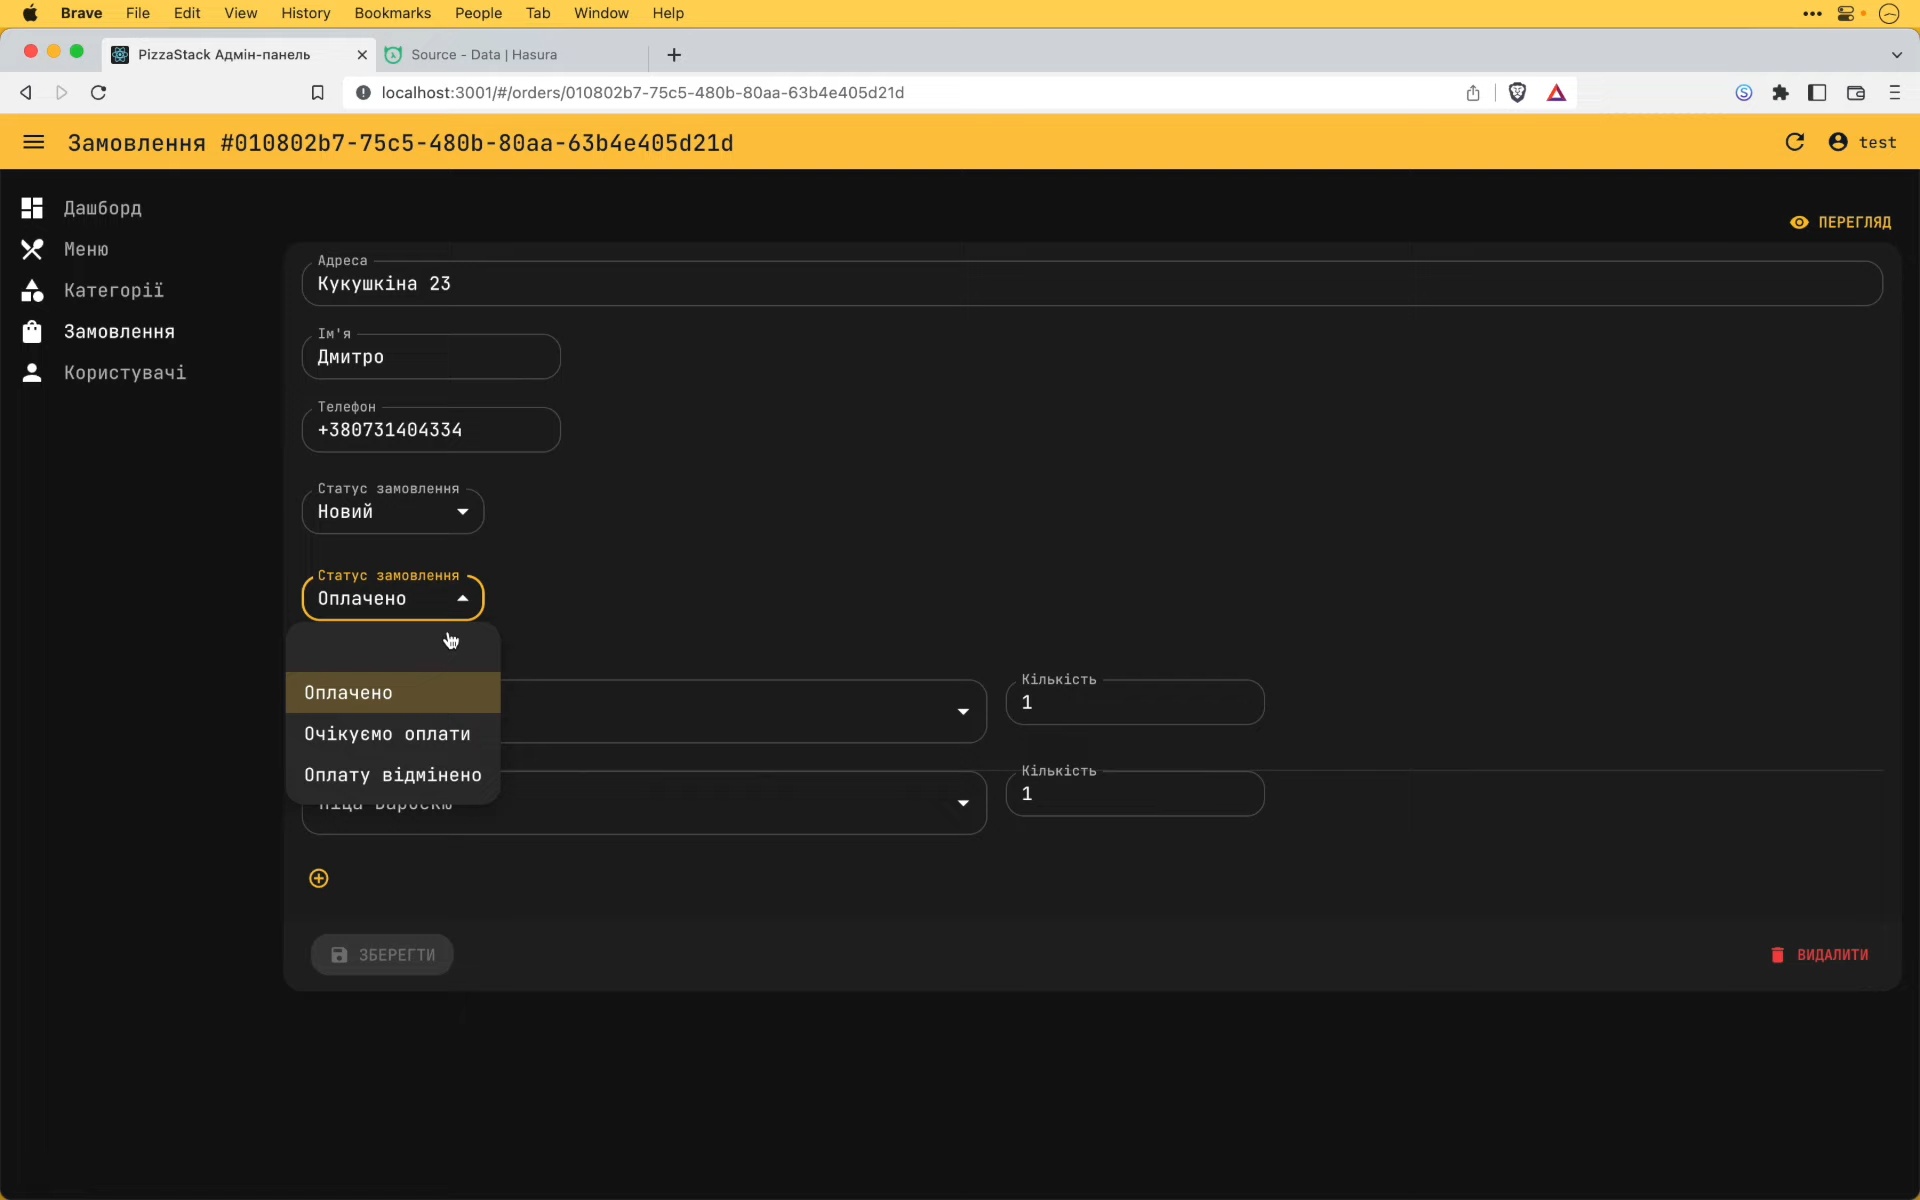 Brave File Edit View History Bookmarks People Tab Window Help
PizzaStack Адмін-панель
Source - Data | Hasura
localhost:3001/#/orders/010802b7-75c5-480b-80aa-63b4e405d21d
Замовлення #010802b7-75c5-480b-80aa-63b4e405d21d
test
Дашборд
Меню
Категорії
Замовлення
Користувачі
ПЕРЕГЛЯД
Адреса
Кукушкіна 23
Ім'я
Дмитро
Телефон
+380731404334
Статус замовлення
Новий
Статус замовлення
Оплачено
Оплачено
Очікуємо оплати
Оплату відмінено
Кількість
1
Кількість
1
ЗБЕРЕГТИ
ВИДАЛИТИ